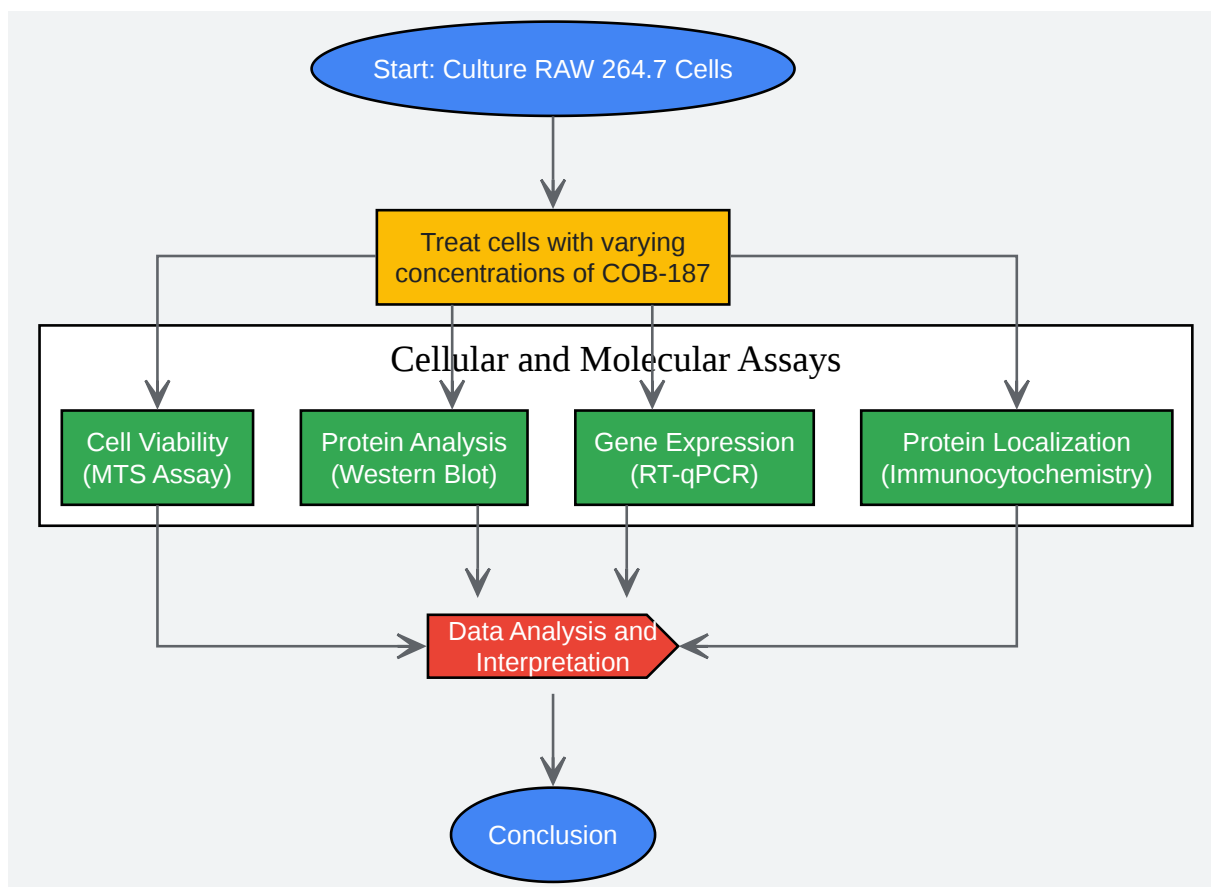 Start: Culture RAW 264.7 Cells
Treat cells with varying
concentrations of COB-187
Cellular and Molecular Assays
Cell Viability
(MTS Assay)
Protein Analysis
(Western Blot)
Gene Expression
(RT-qPCR)
Protein Localization
(Immunocytochemistry)
Data Analysis and
Interpretation
Conclusion